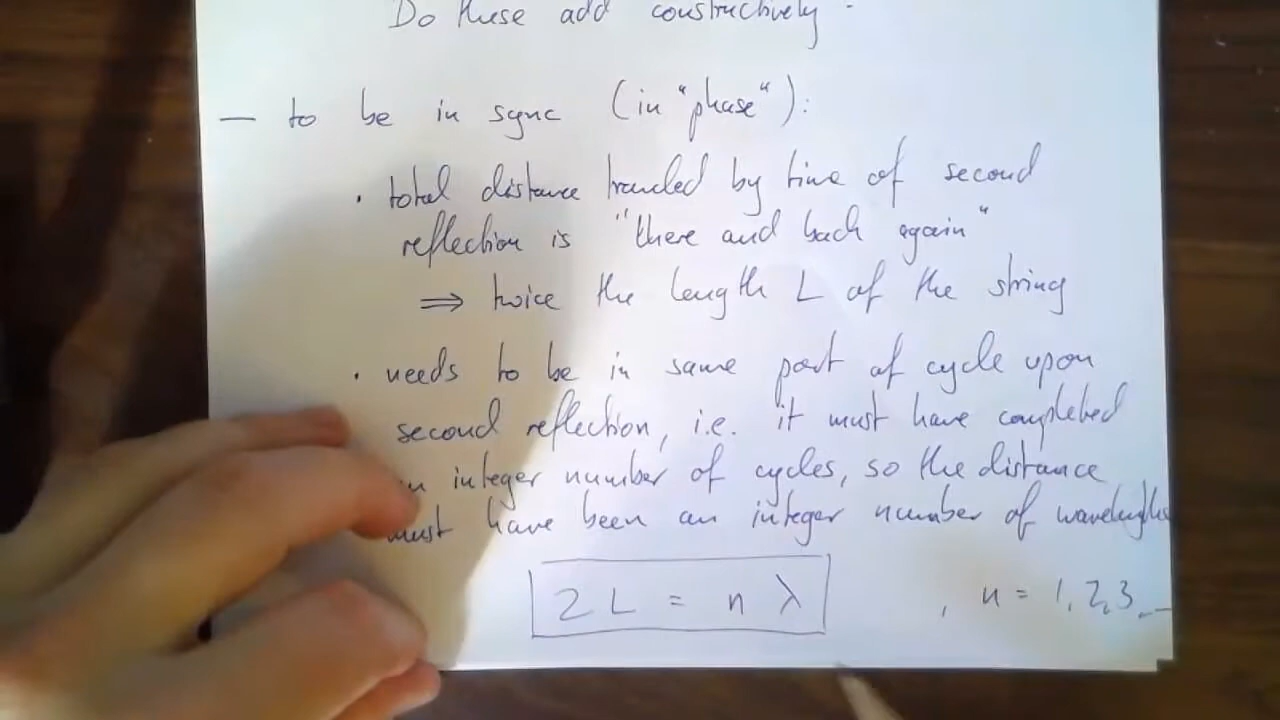 Do these add constructively
— to be in sync (in "phase"):
· total distance traveled by time of second
reflection is "there and back again"
⇒ twice the length L of the string
· needs to be in same part of cycle upon
second reflection, i.e. it must have completed
integer number of cycles, so the distance
must have been an integer number of wavelengths
2 L = n λ , n = 1, 2, 3, ...